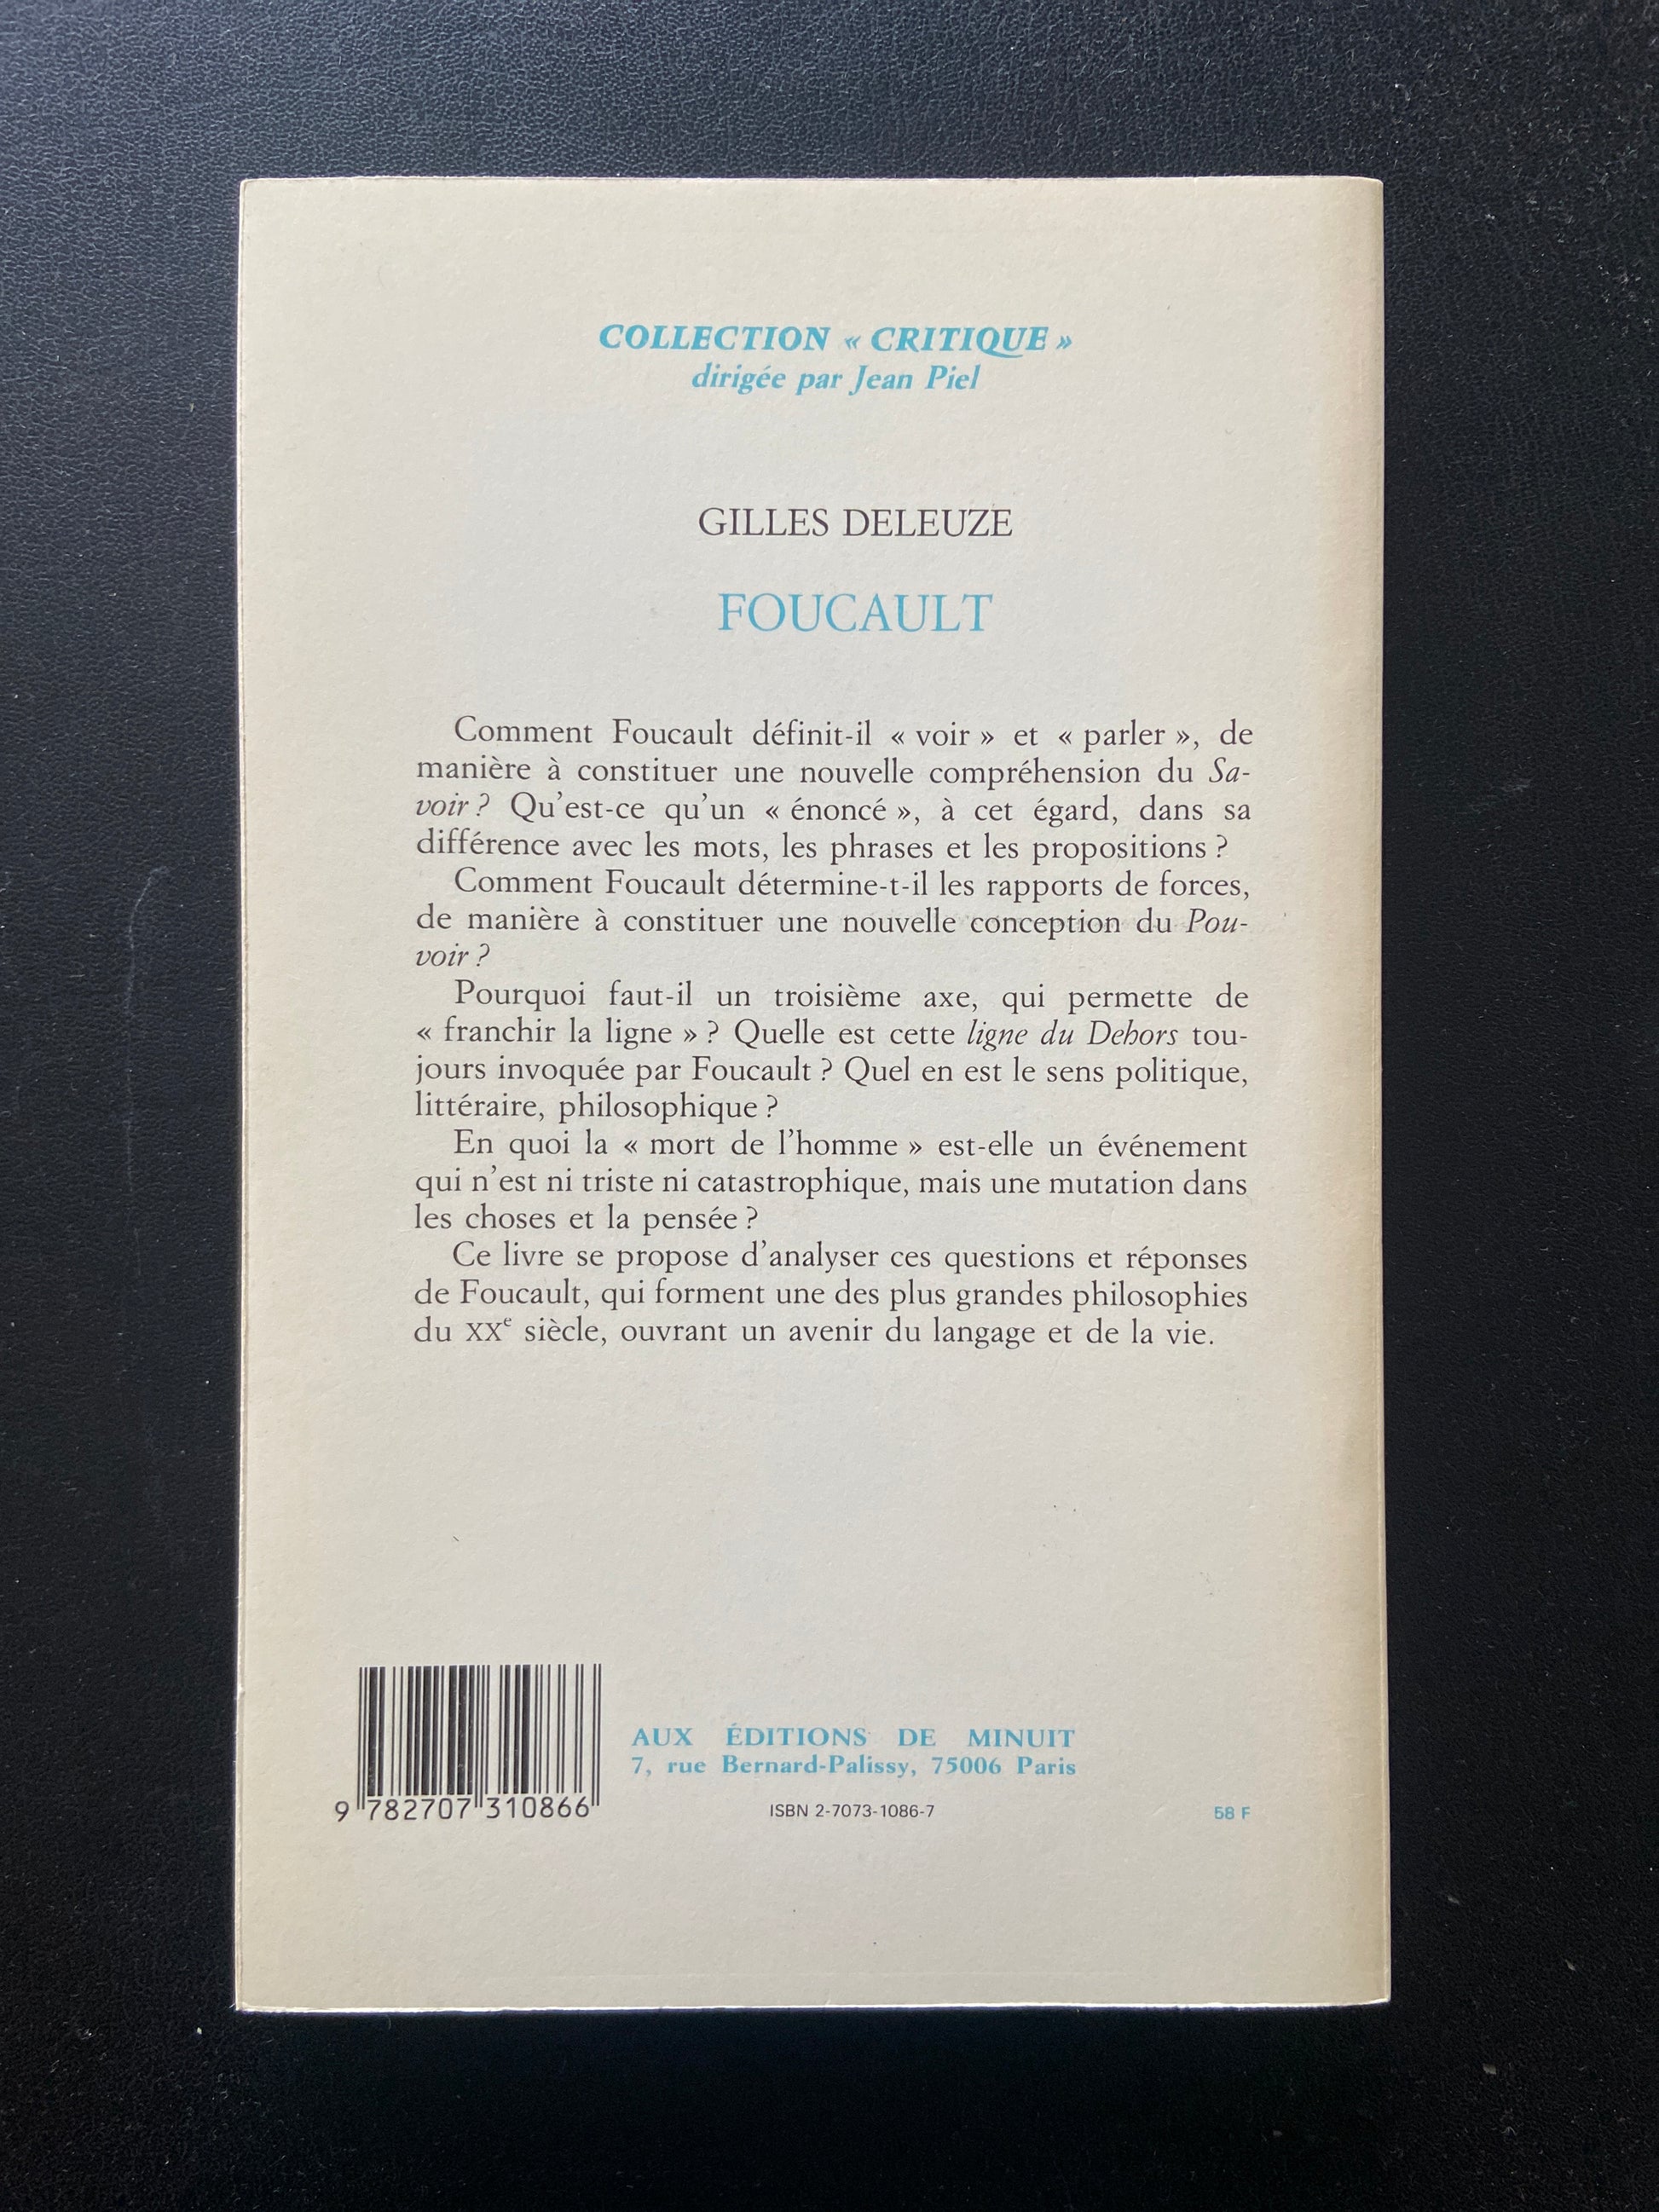 COLLECTION « CRITIQUE »
dirigée par Jean Piel
GILLES DELEUZE
FOUCAULT
Comment Foucault définit-il « voir » et « parler », de
manière à constituer une nouvelle compréhension du Sa-
voir ? Qu'est-ce qu'un « énoncé », à cet égard, dans sa
différence avec les mots, les phrases et les propositions ?
Comment Foucault détermine-t-il les rapports de forces,
de manière à constituer une nouvelle conception du Pou-
voir ?
Pourquoi faut-il un troisième axe, qui permette de
« franchir la ligne » ? Quelle est cette ligne du Dehors tou-
jours invoquée par Foucault ? Quel en est le sens politique,
littéraire, philosophique ?
En quoi la « mort de l'homme » est-elle un événement
qui n'est ni triste ni catastrophique, mais une mutation dans
les choses et la pensée ?
Ce livre se propose d'analyser ces questions et réponses
de Foucault, qui forment une des plus grandes philosophies
du XXe siècle, ouvrant un avenir du langage et de la vie.
AUX ÉDITIONS DE MINUIT
7, rue Bernard-Palissy, 75006 Paris
9 782707 310866
ISBN 2-7073-1086-7
58 F